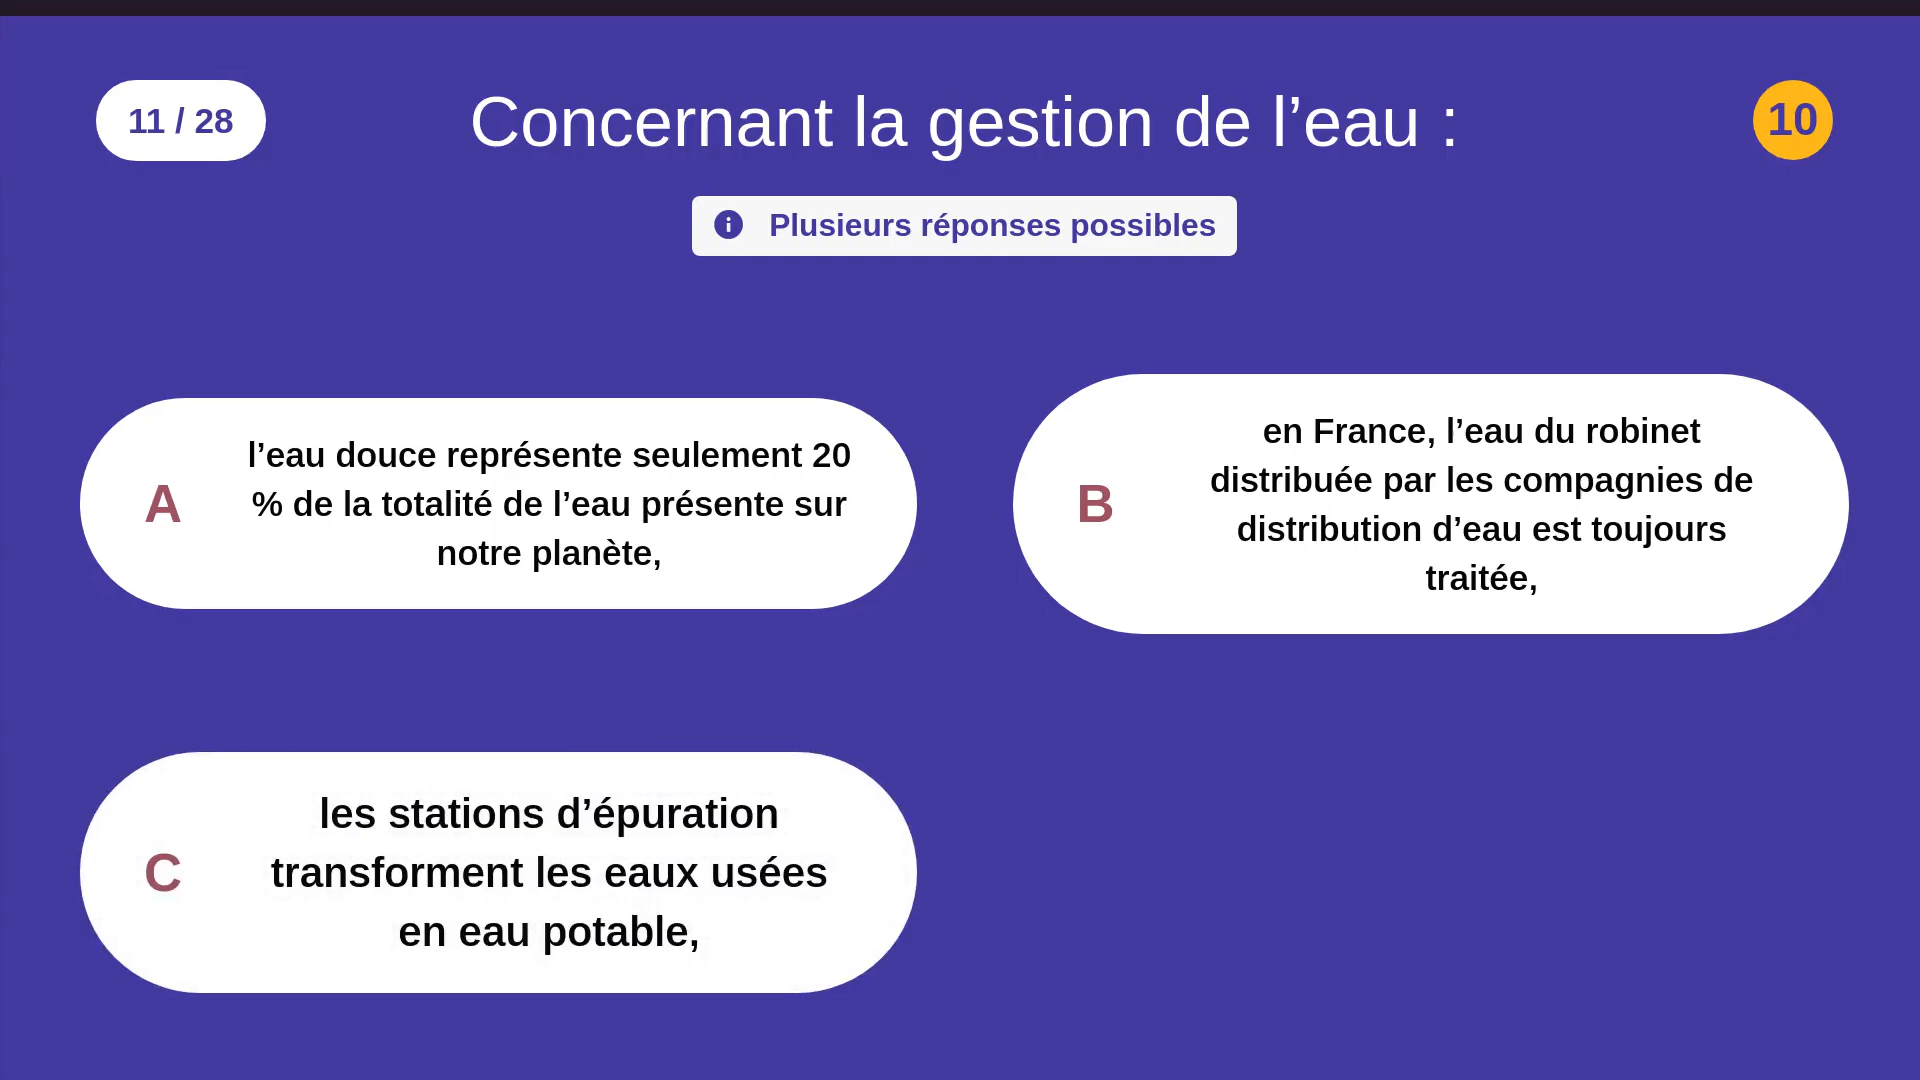 11 / 28
Concernant la gestion de l’eau :
10
Plusieurs réponses possibles
A
l’eau douce représente seulement 20
% de la totalité de l’eau présente sur
notre planète,
B
en France, l’eau du robinet
distribuée par les compagnies de
distribution d’eau est toujours
traitée,
C
les stations d’épuration
transforment les eaux usées
en eau potable,